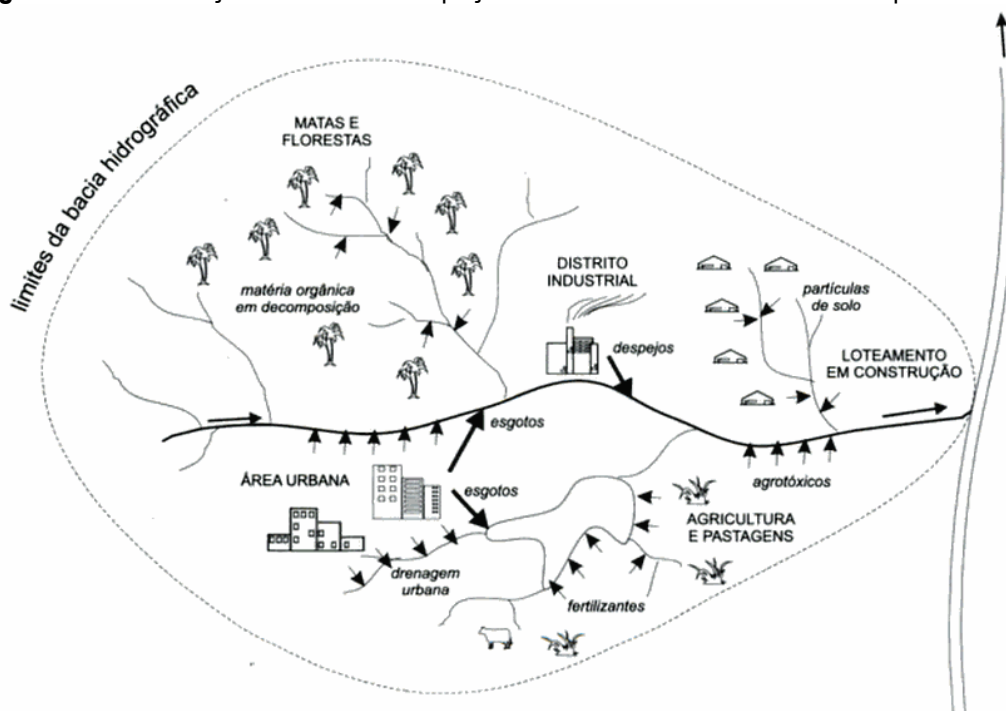 limites da bacia hidrográfica
MATAS E
FLORESTAS
matéria orgânica
em decomposição
DISTRITO
INDUSTRIAL
despejos
partículas
de solo
LOTEAMENTO
EM CONSTRUÇÃO
esgotos
ÁREA URBANA
esgotos
agrotóxicos
AGRICULTURA
E PASTAGENS
drenagem
urbana
fertilizantes